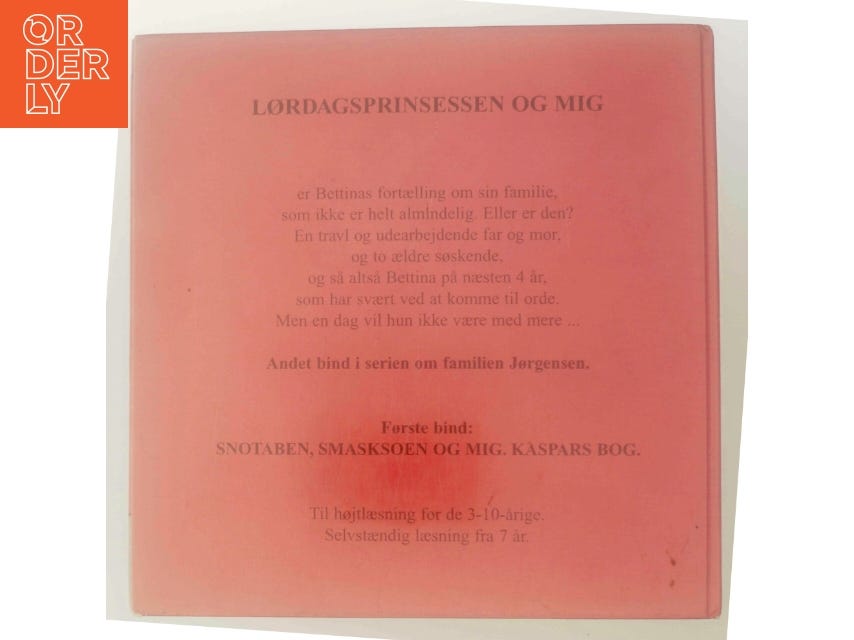 OR
DER
LY
LØRDAGSPRINSESSEN OG MIG
er Bettinas fortælling om sin familie,
som ikke er helt almindelig. Eller er den?
En travl og udearbejdende far og mor,
og to ældre søskende,
og så altså Bettina på næsten 4 år,
som har svært ved at komme til orde.
Men en dag vil hun ikke være med mere ...
Andet bind i serien om familien Jørgensen.
Første bind:
SNOTABEN, SMASKSOEN OG MIG. KASPARS BOG.
Til højtlæsning for de 3-10-årige.
Selvstændig læsning fra 7 år.